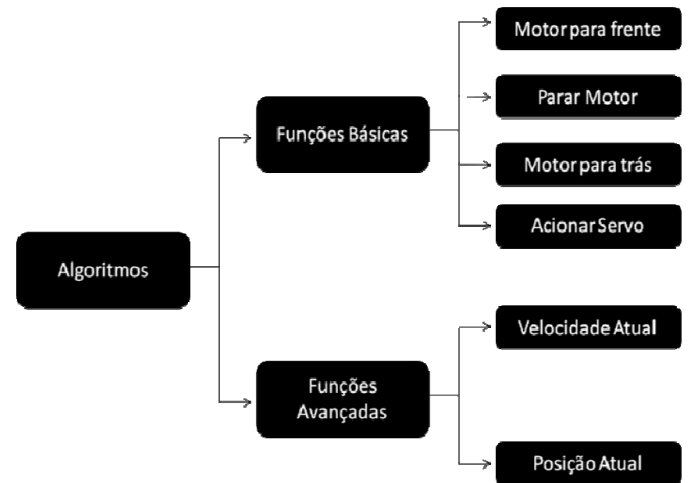 Motor para frente
Parar Motor
Funções Básicas
Motor para trás
Acionar Servo
Algoritmos
Velocidade Atual
Funções
Avançadas
Posição Atual